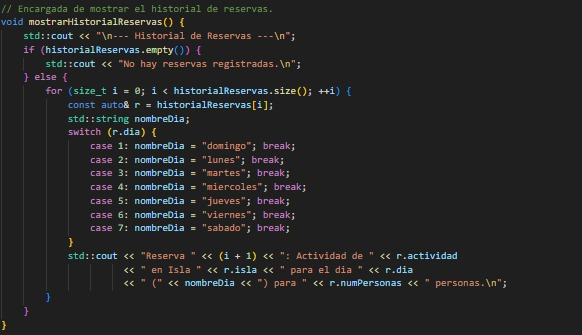 // Encargada de mostrar el historial de reservas.
void mostrarHistorialReservas() {
    std::cout << "\n--- Historial de Reservas ---\n";
    if (historialReservas.empty()) {
        std::cout << "No hay reservas registradas.\n";
    } else {
        for (size_t i = 0; i < historialReservas.size(); ++i) {
            const auto& r = historialReservas[i];
            std::string nombreDia;
            switch (r.dia) {
                case 1: nombreDia = "domingo"; break;
                case 2: nombreDia = "lunes"; break;
                case 3: nombreDia = "martes"; break;
                case 4: nombreDia = "miercoles"; break;
                case 5: nombreDia = "jueves"; break;
                case 6: nombreDia = "viernes"; break;
                case 7: nombreDia = "sabado"; break;
            }
            std::cout << "Reserva " << (i + 1) << ": Actividad de " << r.actividad
                      << " en Isla " << r.isla << " para el dia " << r.dia
                      << " (" << nombreDia << ") para " << r.numPersonas << " personas.\n";
        }
    }
}